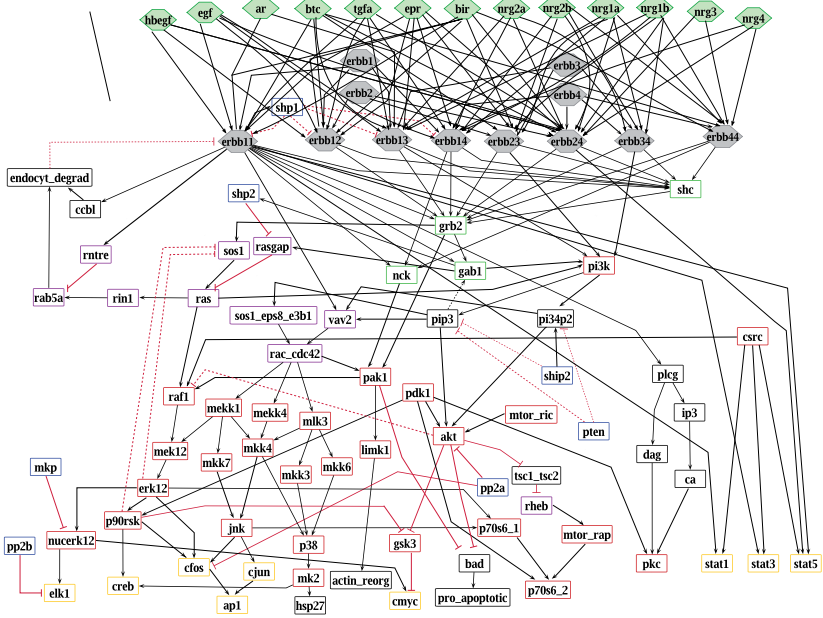 hbegf
egf
ar
btc
tgfa
epr
bir
nrg2a
nrg2b
nrg1a
nrg1b
nrg3
nrg4
erbb1
erbb3
erbb2
erbb4
shp1
erbb11
erbb12
erbb13
erbb14
erbb23
erbb24
erbb34
erbb44
endocyt_degrad
ccbl
shp2
shc
grb2
sos1
rasgap
rntre
nck
gab1
pi3k
rab5a
rin1
ras
sos1_eps8_e3b1
vav2
pip3
pi34p2
csrc
rac_cdc42
pak1
ship2
plcg
raf1
pdk1
mekk1
mekk4
mlk3
mtor_ric
ip3
akt
pten
mek12
mkk4
limk1
mkk7
mkk3
mkk6
dag
mkp
tsc1_tsc2
ca
erk12
pp2a
rheb
p90rsk
jnk
p70s6_1
mtor_rap
nucerk12
pp2b
p38
gsk3
bad
cfos
cjun
pkc
stat1
stat3
stat5
creb
mk2
actin_reorg
elk1
ap1
hsp27
cmyc
pro_apoptotic
p70s6_2